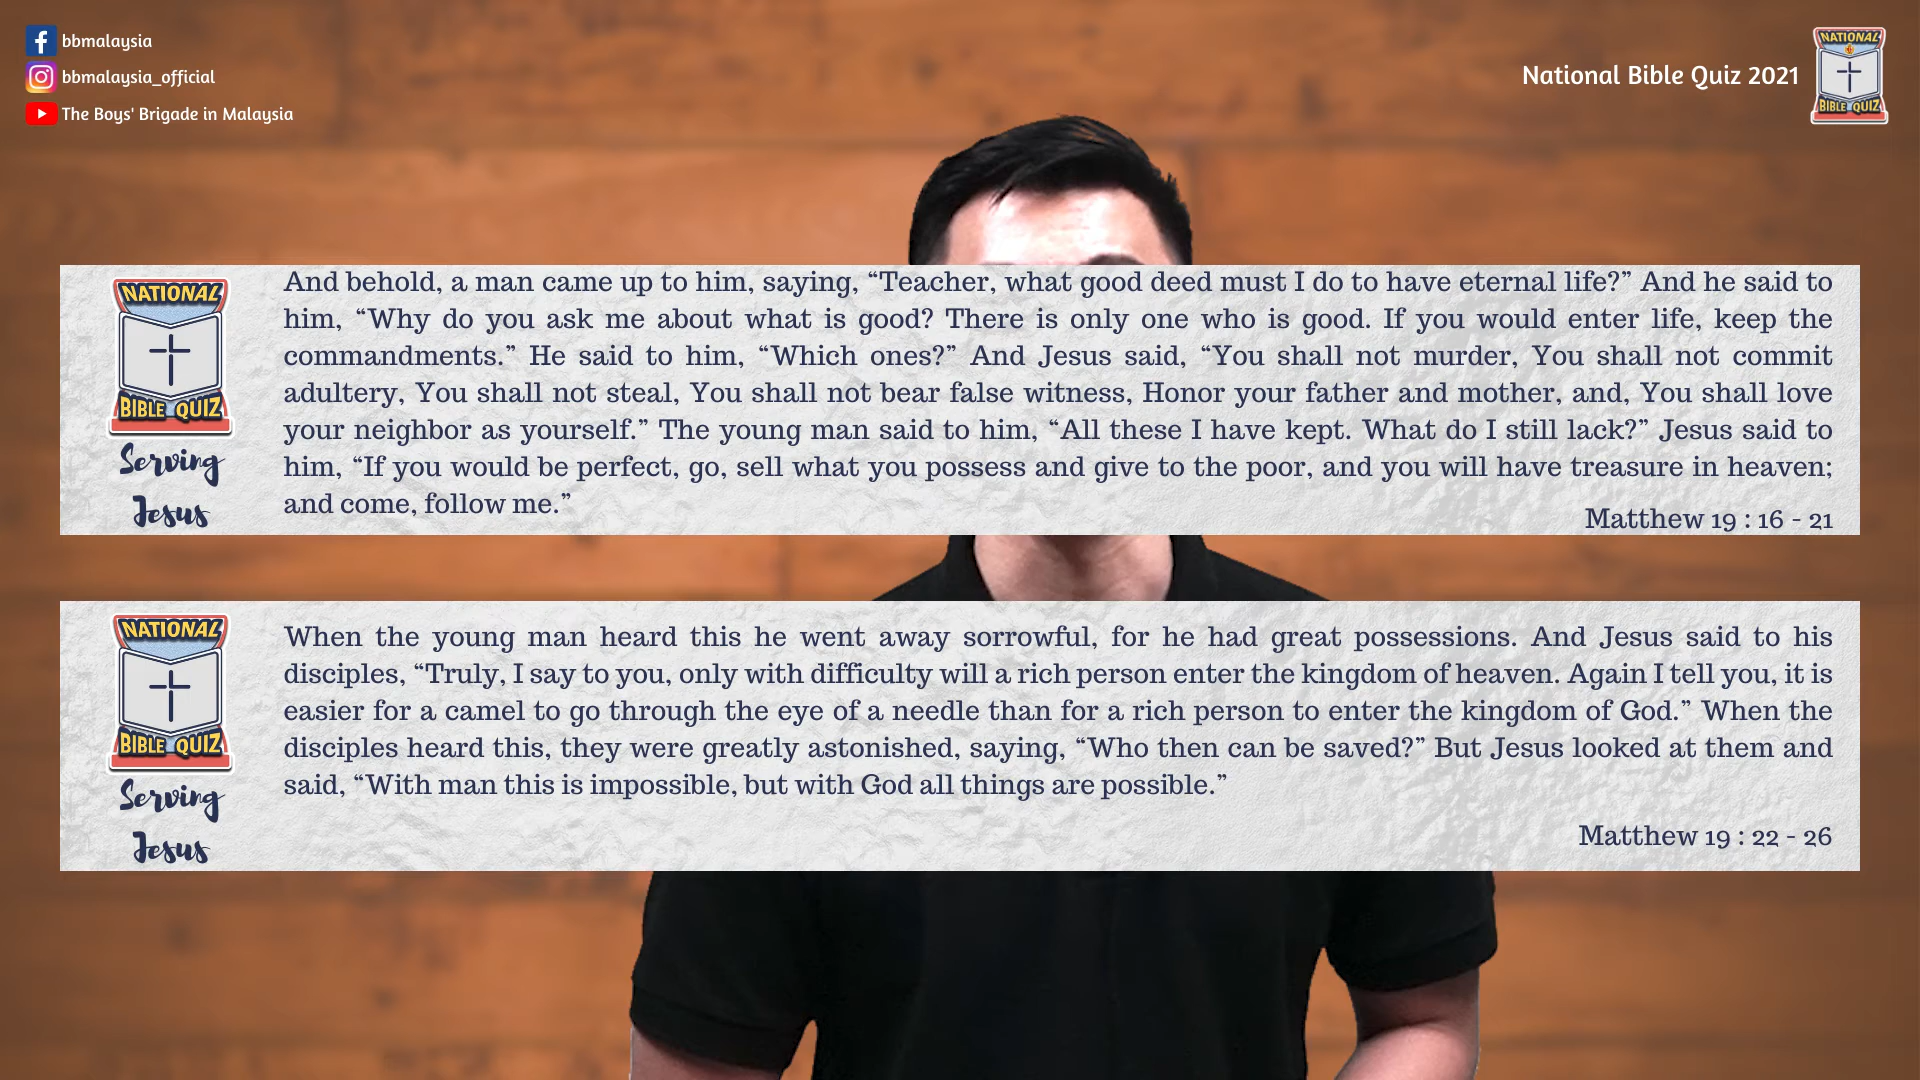 bbmalaysia
bbmalaysia_official
The Boys' Brigade in Malaysia
National Bible Quiz 2021
NATIONAL
BIBLE QUIZ
NATIONAL
BIBLE QUIZ
Serving
Jesus
And behold, a man came up to him, saying, “Teacher, what good deed must I do to have eternal life?” And he said to
him, “Why do you ask me about what is good? There is only one who is good. If you would enter life, keep the
commandments.” He said to him, “Which ones?” And Jesus said, “You shall not murder, You shall not commit
adultery, You shall not steal, You shall not bear false witness, Honor your father and mother, and, You shall love
your neighbor as yourself.” The young man said to him, “All these I have kept. What do I still lack?” Jesus said to
him, “If you would be perfect, go, sell what you possess and give to the poor, and you will have treasure in heaven;
and come, follow me.”
Matthew 19 : 16 - 21
NATIONAL
BIBLE QUIZ
Serving
Jesus
When the young man heard this he went away sorrowful, for he had great possessions. And Jesus said to his
disciples, “Truly, I say to you, only with difficulty will a rich person enter the kingdom of heaven. Again I tell you, it is
easier for a camel to go through the eye of a needle than for a rich person to enter the kingdom of God.” When the
disciples heard this, they were greatly astonished, saying, “Who then can be saved?” But Jesus looked at them and
said, “With man this is impossible, but with God all things are possible.”
Matthew 19 : 22 - 26